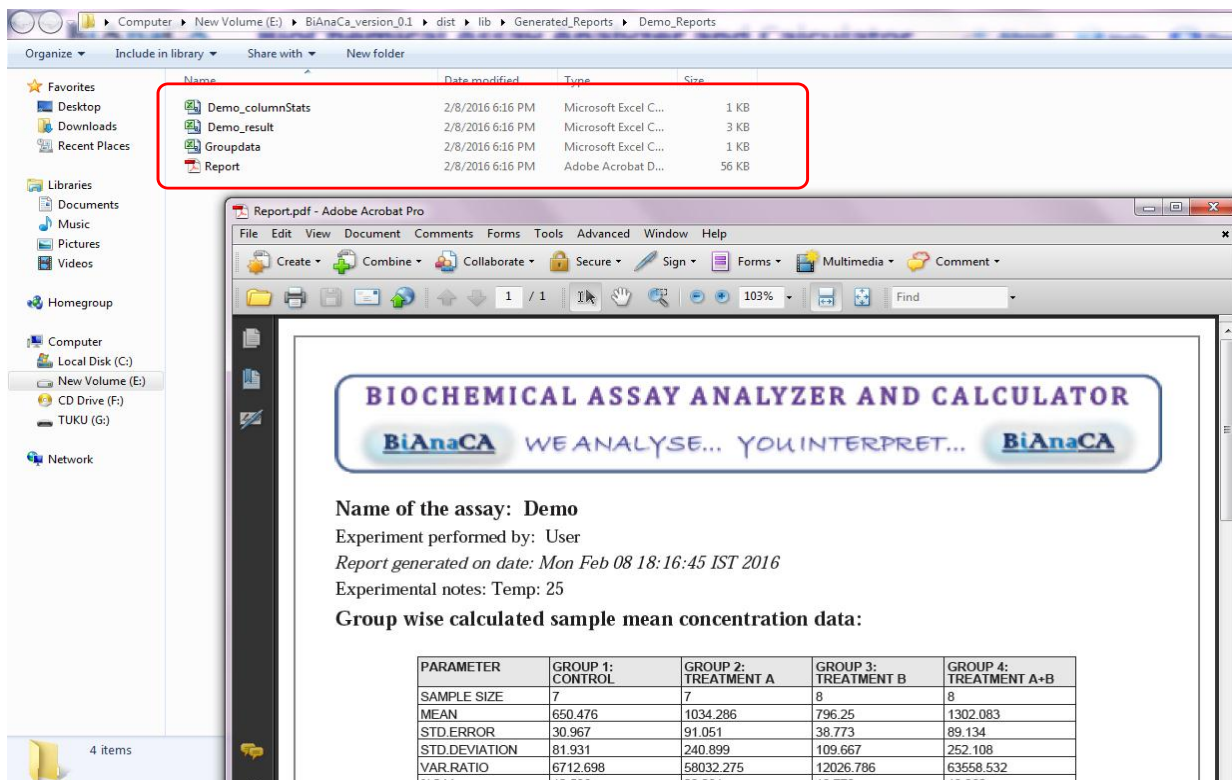 Computer ▸ New Volume (E:) ▸ BiAnaCa_version_0.1 ▸ dist ▸ lib ▸ Generated_Reports ▸ Demo_Reports
Organize Include in library Share with New folder
Name Date modified Type Size
Favorites
Desktop
Downloads
Recent Places
Libraries
Documents
Music
Pictures
Videos
Homegroup
Computer
Local Disk (C:)
New Volume (E:)
CD Drive (F:)
TUKU (G:)
Network
4 items
Demo_columnStats 2/8/2016 6:16 PM Microsoft Excel C... 1 KB
Demo_result 2/8/2016 6:16 PM Microsoft Excel C... 3 KB
Groupdata 2/8/2016 6:16 PM Microsoft Excel C... 1 KB
Report 2/8/2016 6:16 PM Adobe Acrobat D... 56 KB
Report.pdf - Adobe Acrobat Pro
File Edit View Document Comments Forms Tools Advanced Window Help
Create Combine Collaborate Secure Sign Forms Multimedia Comment
1 / 1 103% Find
BIOCHEMICAL ASSAY ANALYZER AND CALCULATOR
BiAnaCA WE ANALYSE... YOU INTERPRET... BiAnaCA
Name of the assay: Demo
Experiment performed by: User
Report generated on date: Mon Feb 08 18:16:45 IST 2016
Experimental notes: Temp: 25
Group wise calculated sample mean concentration data:
PARAMETER GROUP 1: CONTROL GROUP 2: TREATMENT A GROUP 3: TREATMENT B GROUP 4: TREATMENT A+B
SAMPLE SIZE 7 7 8 8
MEAN 650.476 1034.286 796.25 1302.083
STD.ERROR 30.967 91.051 38.773 89.134
STD.DEVIATION 81.931 240.899 109.667 252.108
VAR.RATIO 6712.698 58032.275 12026.786 63558.532